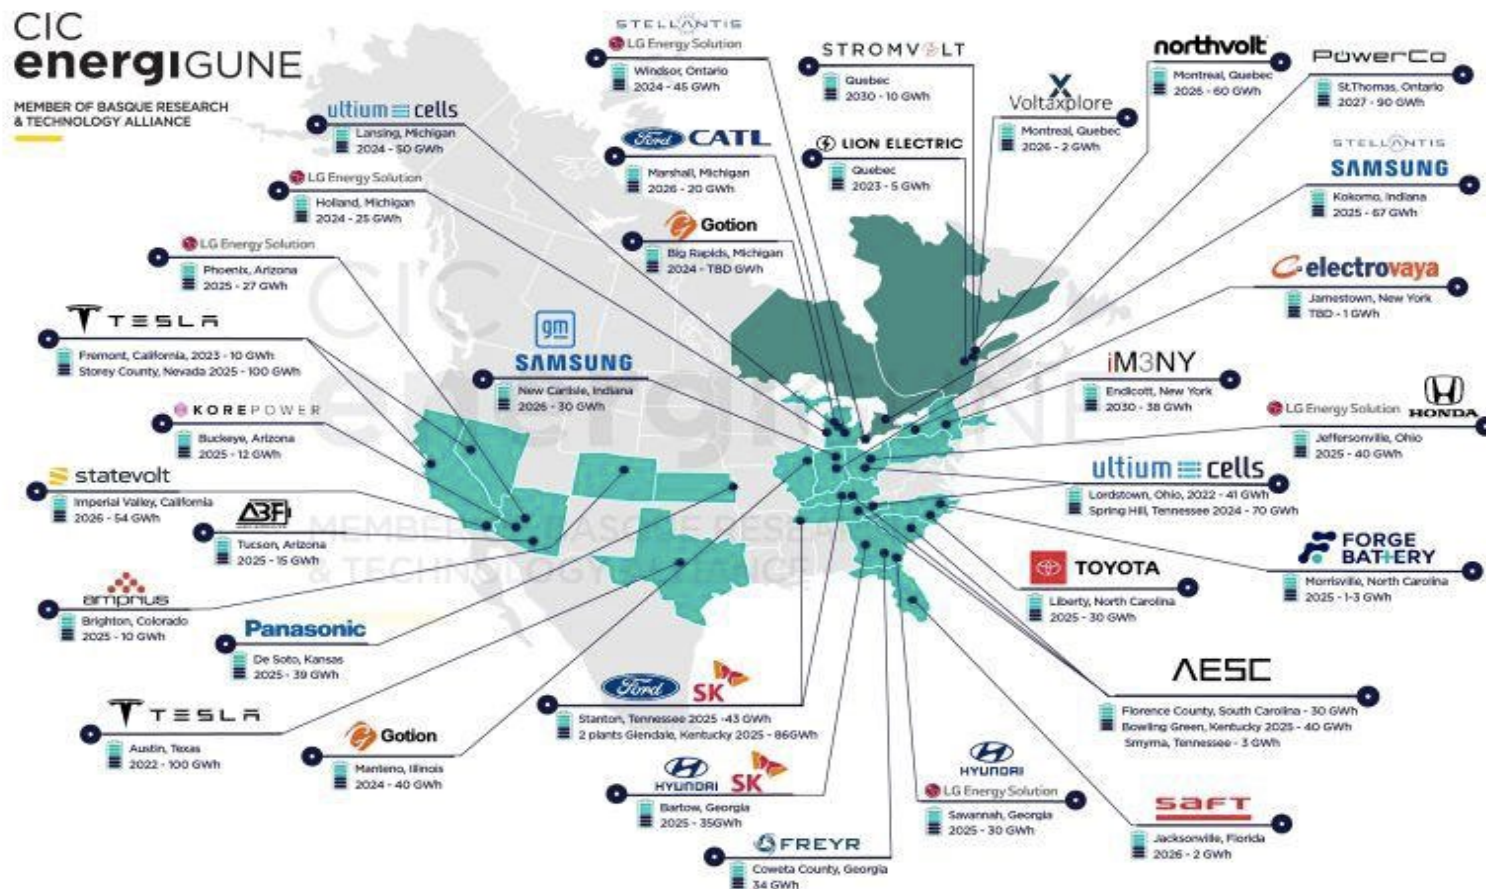 CIC
energiGUNE
MEMBER OF BASQUE RESEARCH
& TECHNOLOGY ALLIANCE
STELLANTIS
LG Energy Solution
Windsor, Ontario
2024 - 45 GWh
STROMVOLT
Quebec
2030 - 10 GWh
northvolt
Montreal, Quebec
2026 - 60 GWh
PowerCo
St.Thomas, Ontario
2027 - 90 GWh
Voltaxplore
Montreal, Quebec
2026 - 2 GWh
ultium cells
Lansing, Michigan
2024 - 50 GWh
Ford CATL
Marshall, Michigan
2026 - 20 GWh
LION ELECTRIC
Quebec
2023 - 5 GWh
STELLANTIS
SAMSUNG
Kokomo, Indiana
2025 - 67 GWh
LG Energy Solution
Holland, Michigan
2024 - 25 GWh
Gotion
Big Rapids, Michigan
2024 - TBD GWh
LG Energy Solution
Phoenix, Arizona
2025 - 27 GWh
electrovaya
Jamestown, New York
TBD - 1 GWh
TESLA
Fremont, California, 2023 - 10 GWh
Storey County, Nevada 2025 - 100 GWh
gm
SAMSUNG
New Carlisle, Indiana
2026 - 30 GWh
iM3NY
Endicott, New York
2030 - 38 GWh
LG Energy Solution HONDA
Jeffersonville, Ohio
2025 - 40 GWh
KOREPOWER
Buckeye, Arizona
2025 - 12 GWh
statevolt
Imperial Valley, California
2026 - 54 GWh
ultium cells
Lordstown, Ohio, 2022 - 41 GWh
Spring Hill, Tennessee 2024 - 70 GWh
ABF
Tucson, Arizona
2025 - 15 GWh
FORGE
BATTERY
Morrisville, North Carolina
2025 - 1-3 GWh
TOYOTA
Liberty, North Carolina
2025 - 30 GWh
amprius
Brighton, Colorado
2025 - 10 GWh
Panasonic
De Soto, Kansas
2025 - 39 GWh
AESC
Florence County, South Carolina - 30 GWh
Bowling Green, Kentucky 2025 - 40 GWh
Smyrna, Tennessee - 3 GWh
Ford SK
Stanton, Tennessee 2025 -43 GWh
2 plants Glendale, Kentucky 2025 - 86GWh
TESLA
Austin, Texas
2022 - 100 GWh
Gotion
Manteno, Illinois
2024 - 40 GWh
HYUNDAI SK
Bartow, Georgia
2025 - 35GWh
HYUNDAI
LG Energy Solution
Savannah, Georgia
2025 - 30 GWh
saft
Jacksonville, Florida
2026 - 2 GWh
FREYR
Coweta County, Georgia
34 GWh